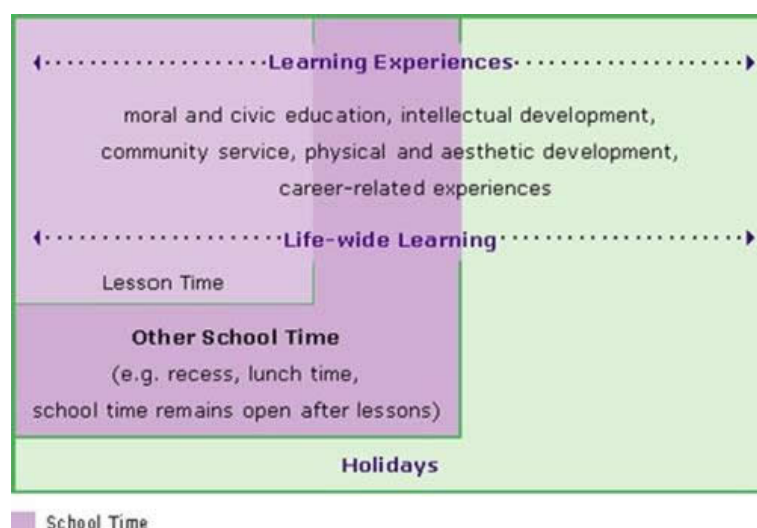 Learning Experiences
moral and civic education, intellectual development,
community service, physical and aesthetic development,
career-related experiences
Life-wide Learning
Lesson Time
Other School Time
(e.g. recess, lunch time,
school time remains open after lessons)
Holidays
School Time